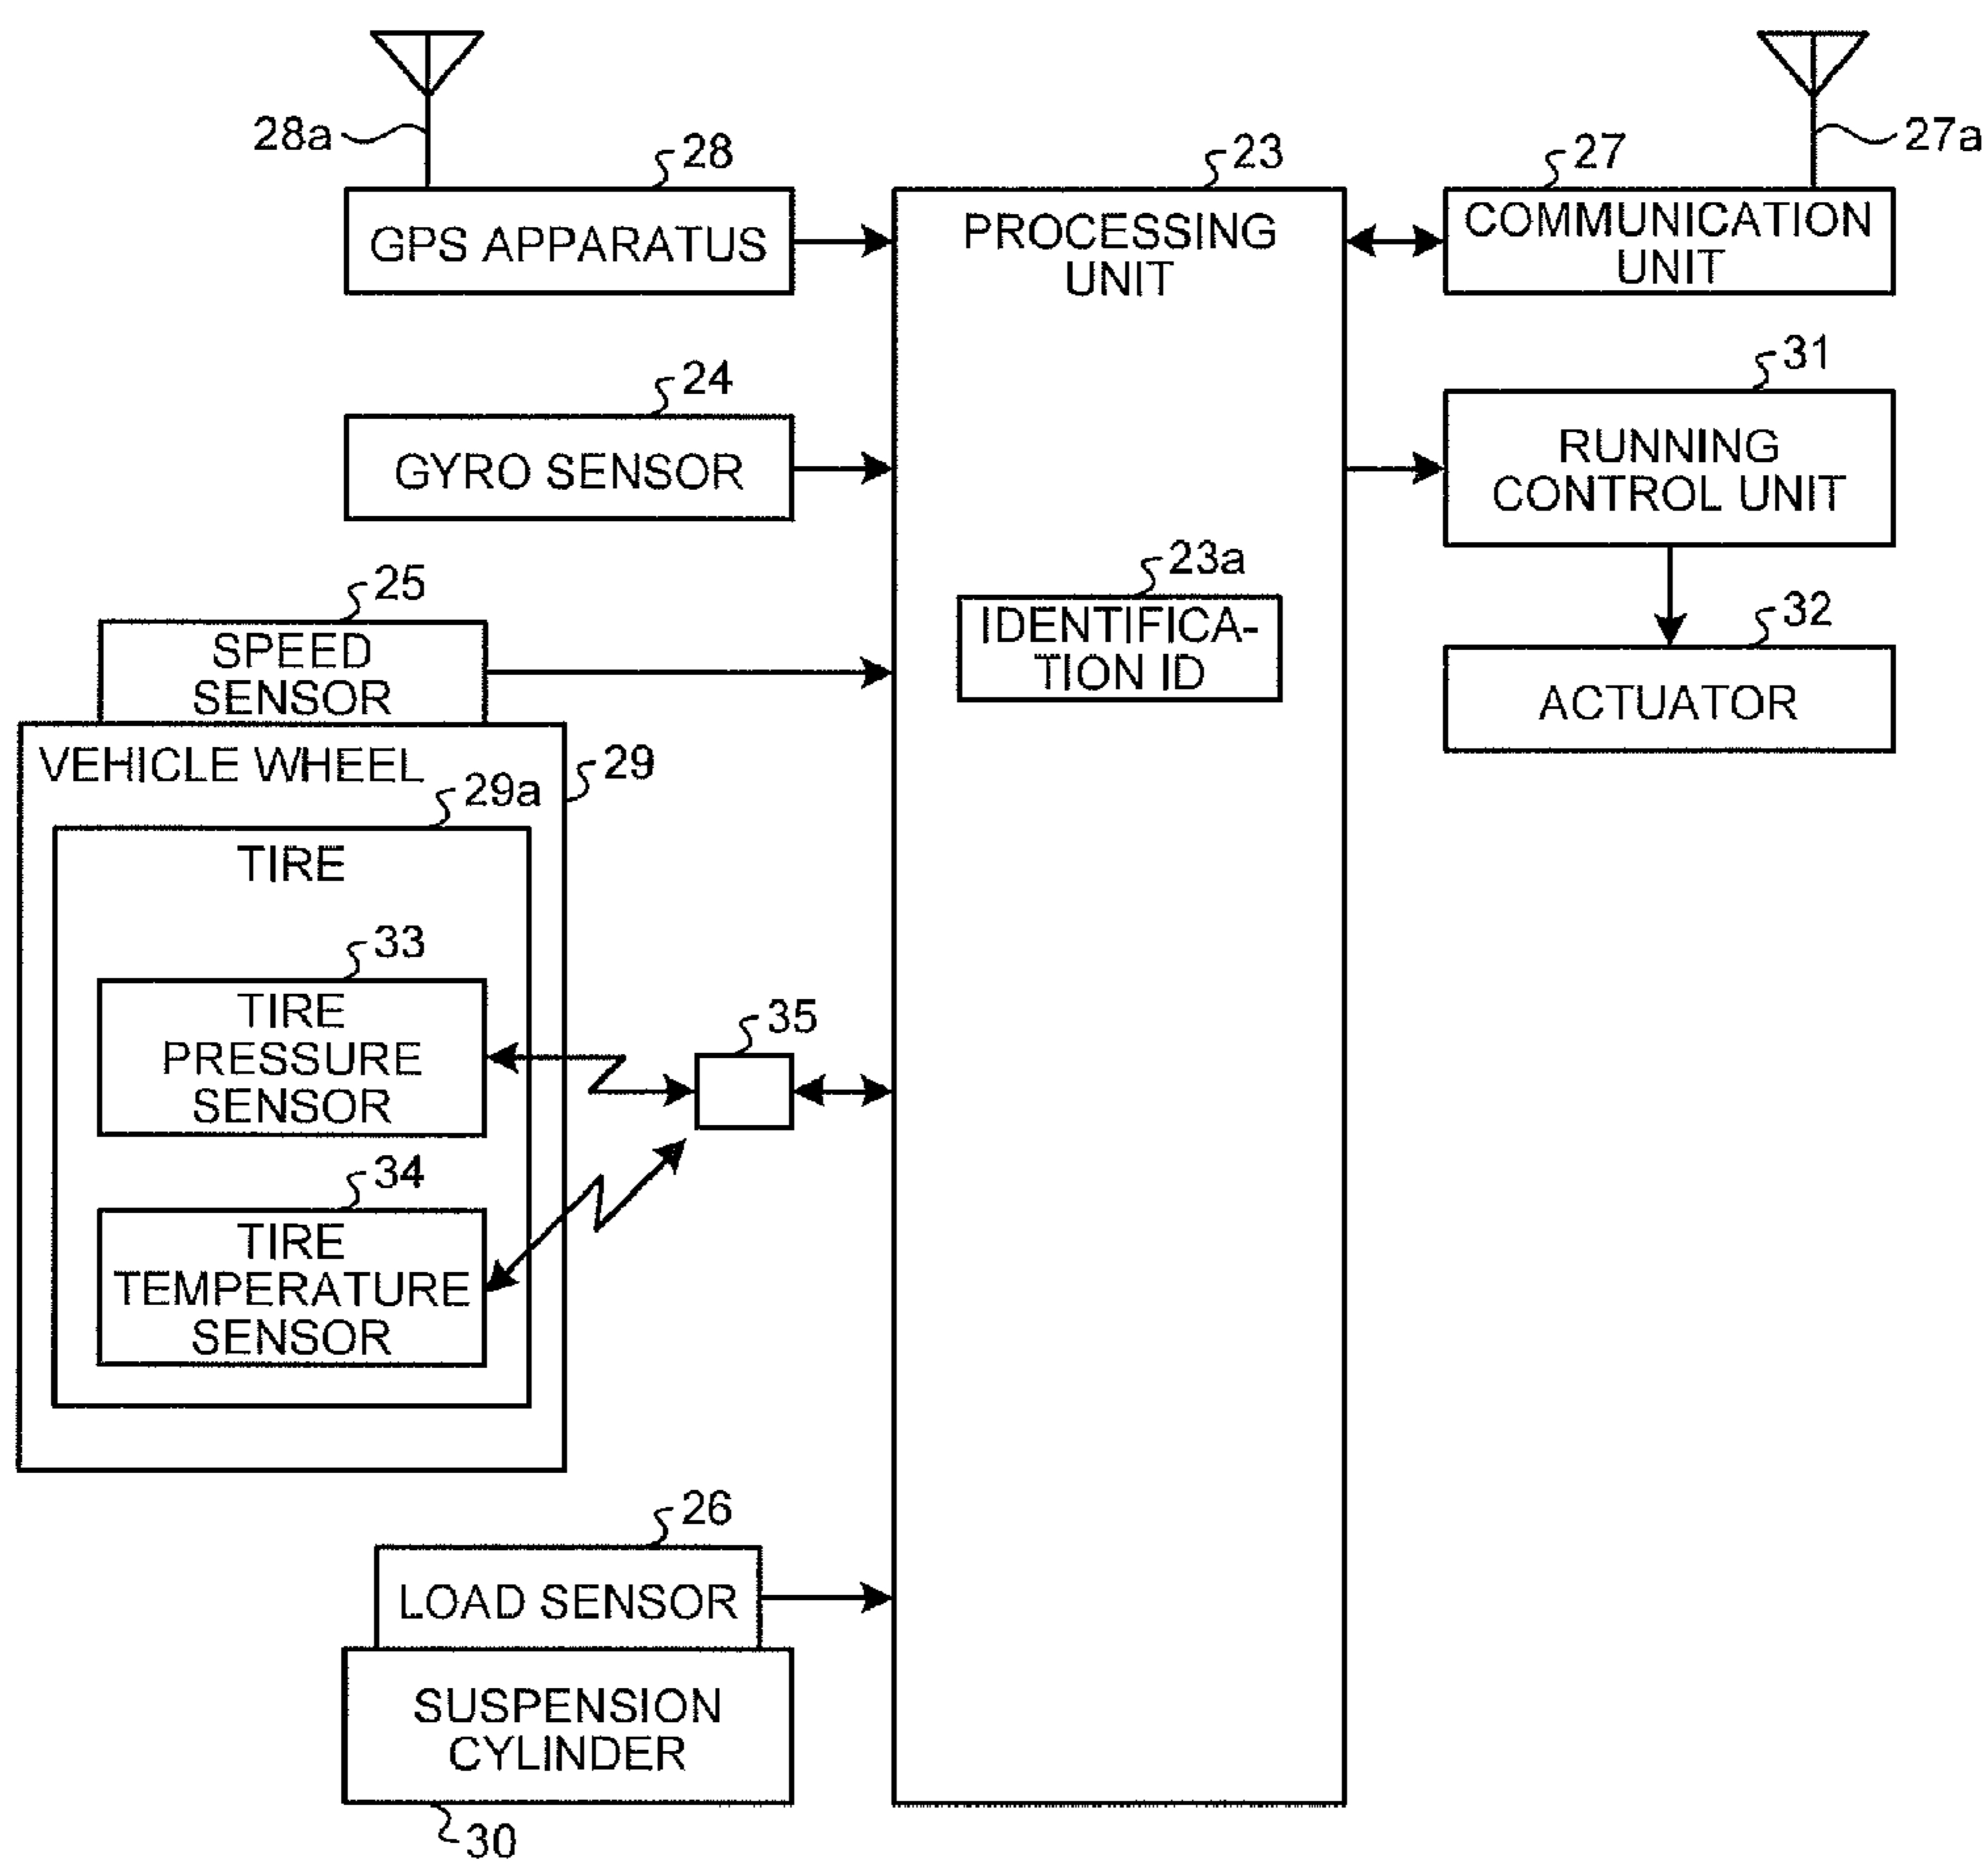 28a
28
GPS APPARATUS
24
GYRO SENSOR
25
SPEED
SENSOR
VEHICLE WHEEL
29
29a
TIRE
33
TIRE
PRESSURE
SENSOR
34
TIRE
TEMPERATURE
SENSOR
35
26
LOAD SENSOR
SUSPENSION
CYLINDER
30
23
PROCESSING
UNIT
23a
IDENTIFICA-
TION ID
27a
27
COMMUNICATION
UNIT
31
RUNNING
CONTROL UNIT
32
ACTUATOR